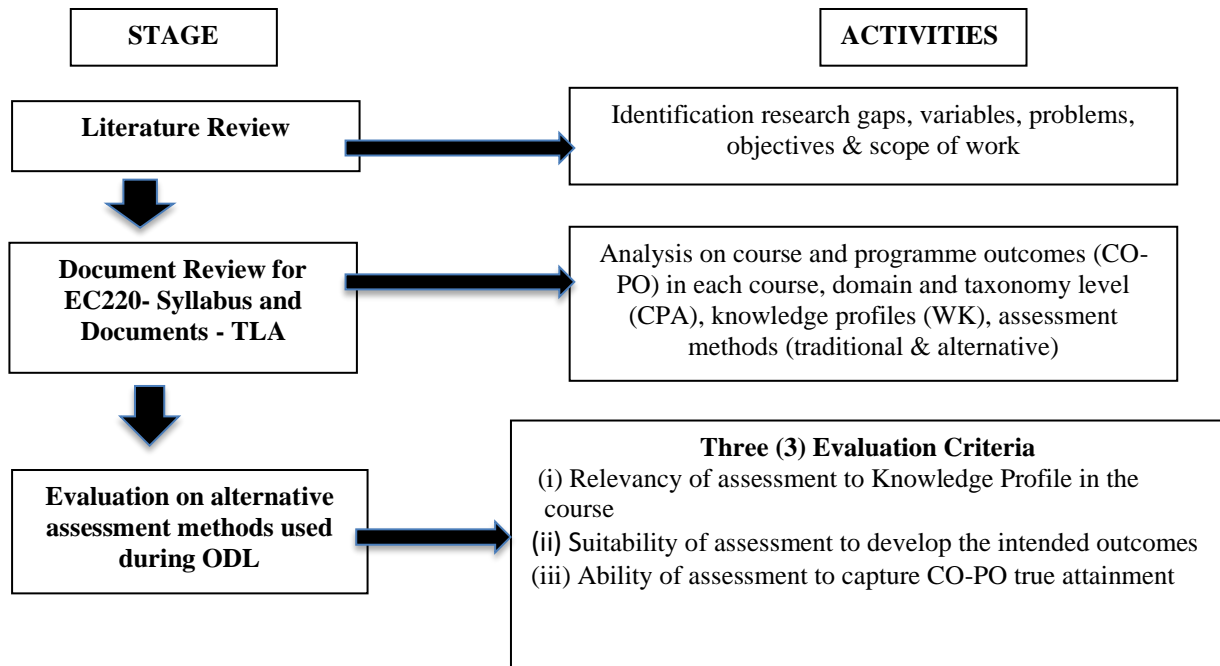 STAGE
ACTIVITIES
Literature Review
Identification research gaps, variables, problems,
objectives & scope of work
Document Review for
EC220- Syllabus and
Documents - TLA
Analysis on course and programme outcomes (CO-
PO) in each course, domain and taxonomy level
(CPA), knowledge profiles (WK), assessment
methods (traditional & alternative)
Evaluation on alternative
assessment methods used
during ODL
Three (3) Evaluation Criteria
(i) Relevancy of assessment to Knowledge Profile in the
course
(ii) Suitability of assessment to develop the intended outcomes
(iii) Ability of assessment to capture CO-PO true attainment